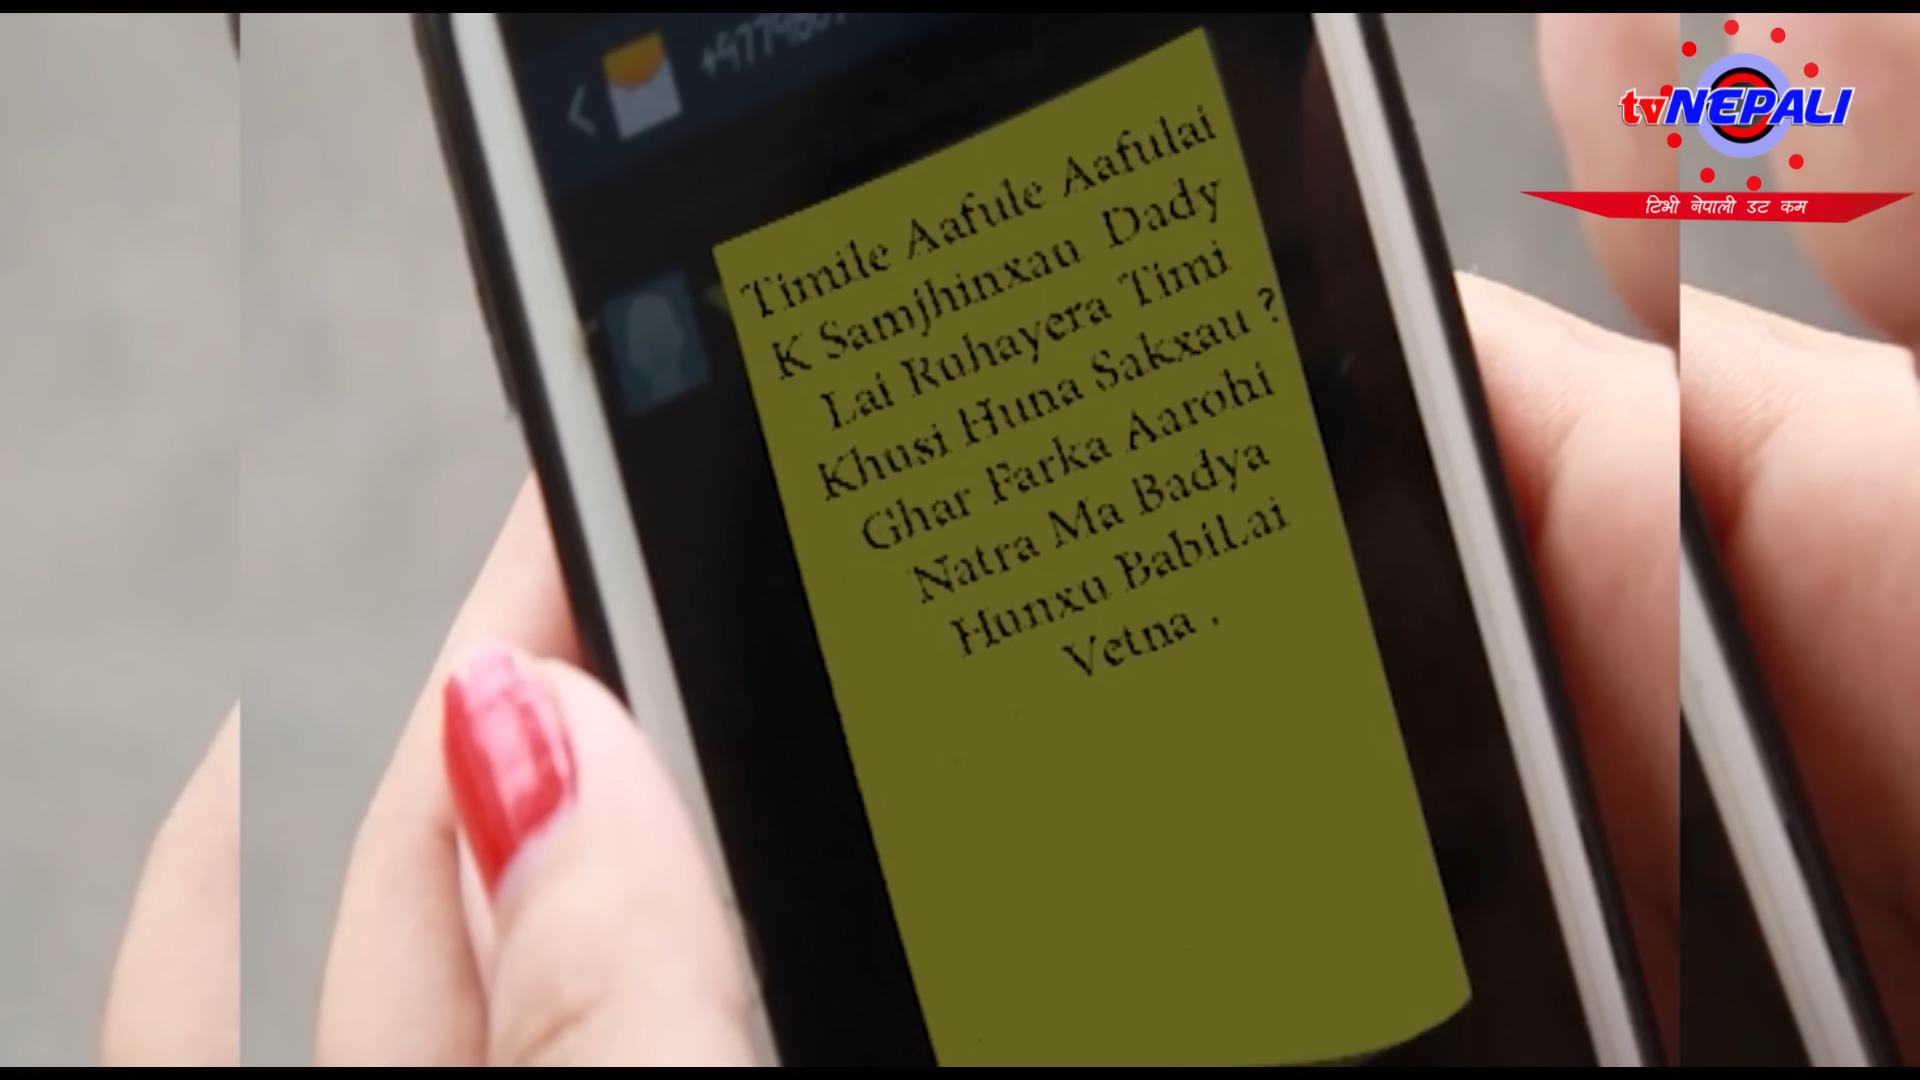 Timile Aafule Aafulai
K Samjhinxau Dady
Lai Ruhayera Timi
Khusi Huna Sakxau ?
Ghar Farka Aarohi
Natra Ma Badya
Hunxu BabiLai
Vetna .
tvNEPALI
टिभी नेपाली डट कम